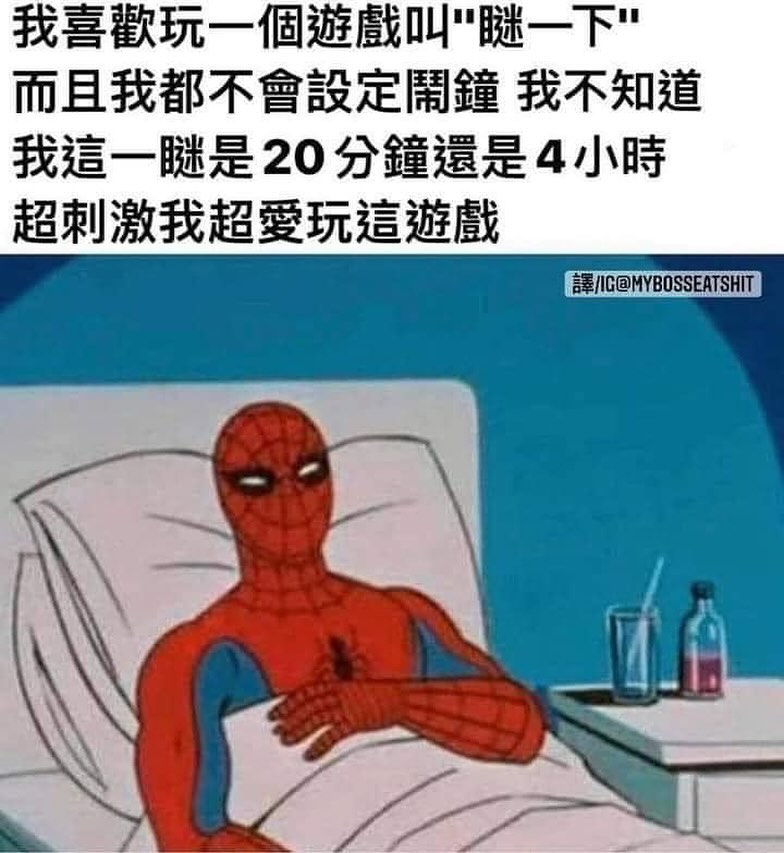 我喜歡玩一個遊戲叫"瞇一下"
而且我都不會設定鬧鐘 我不知道
我這一瞇是20分鐘還是4小時
超刺激我超愛玩這遊戲
譯/IG@MYBOSSEATSHIT